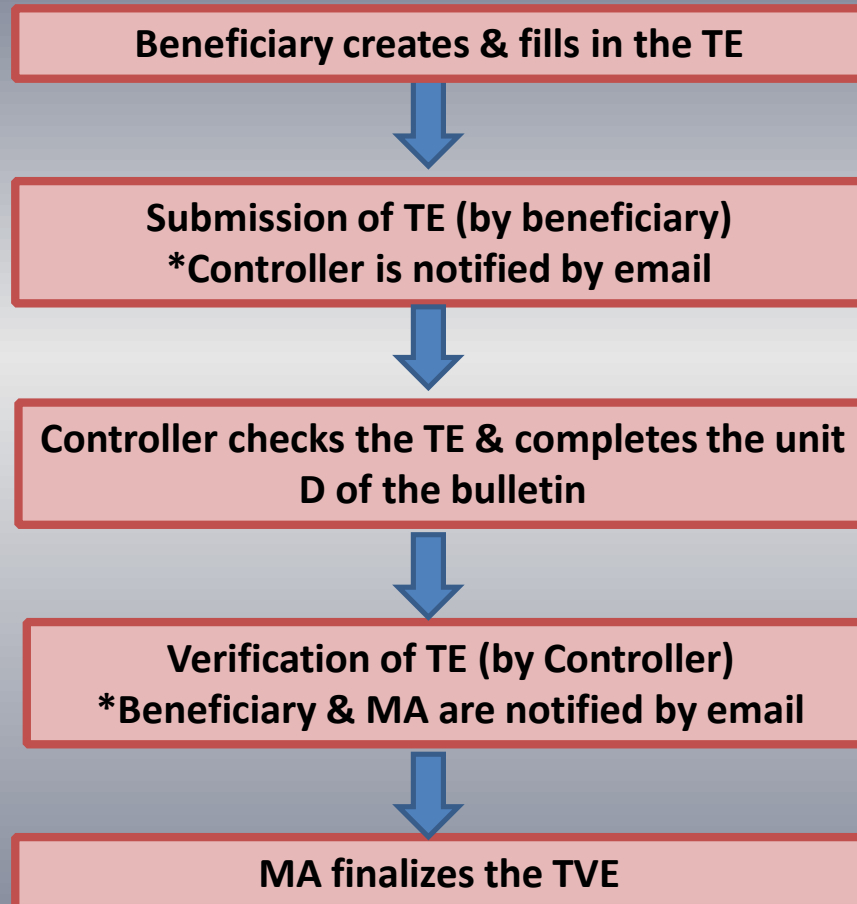 Beneficiary creates & fills in the TE
Submission of TE (by beneficiary)
*Controller is notified by email
Controller checks the TE & completes the unit
D of the bulletin
Verification of TE (by Controller)
*Beneficiary & MA are notified by email
MA finalizes the TVE